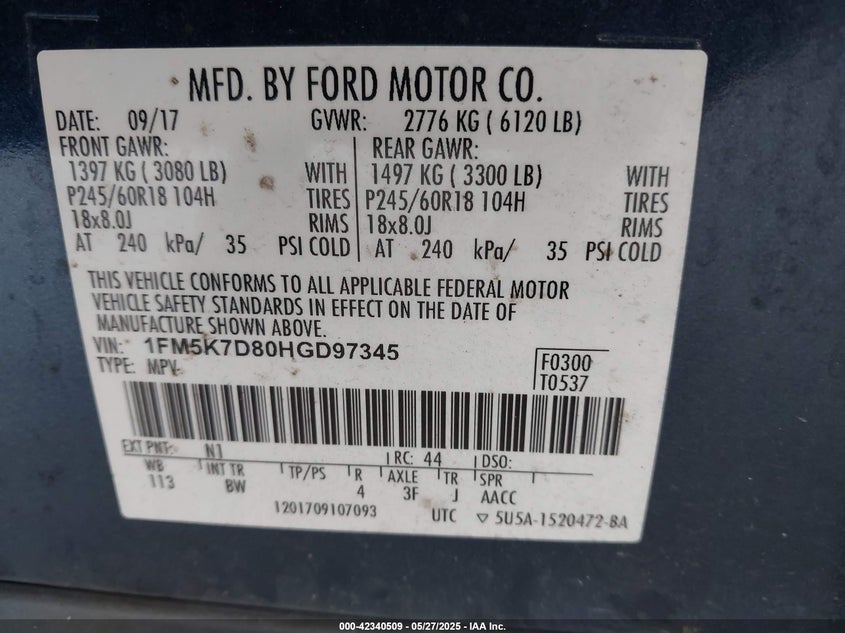 MFD. BY FORD MOTOR CO.
DATE: 09/17 GVWR: 2776 KG ( 6120 LB)
FRONT GAWR: REAR GAWR:
1397 KG ( 3080 LB) WITH 1497 KG ( 3300 LB) WITH
P245/60R18 104H TIRES P245/60R18 104H TIRES
18x8.0J RIMS 18x8.0J RIMS
AT 240 kPa/ 35 PSI COLD AT 240 kPa/ 35 PSI COLD
THIS VEHICLE CONFORMS TO ALL APPLICABLE FEDERAL MOTOR
VEHICLE SAFETY STANDARDS IN EFFECT ON THE DATE OF
MANUFACTURE SHOWN ABOVE.
VIN: 1FM5K7D80HGD97345
TYPE: MPV
F0300
T0537
EXT PNT: N1 RC: 44 DSO:
WB INT TR TP/PS R AXLE TR SPR
113 BW 4 3F J AACC
1201709107093 UTC ▽ 5U5A-1520472-BA
000-42340509 - 05/27/2025 - IAA Inc.